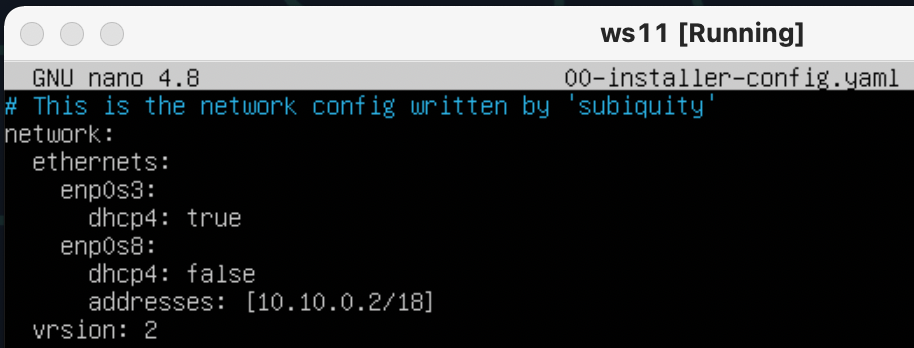 ws11 [Running]
GNU nano 4.8 00-installer-config.yaml
# This is the network config written by 'subiquity'
network:
  ethernets:
    enp0s3:
      dhcp4: true
    enp0s8:
      dhcp4: false
      addresses: [10.10.0.2/18]
  vrsion: 2